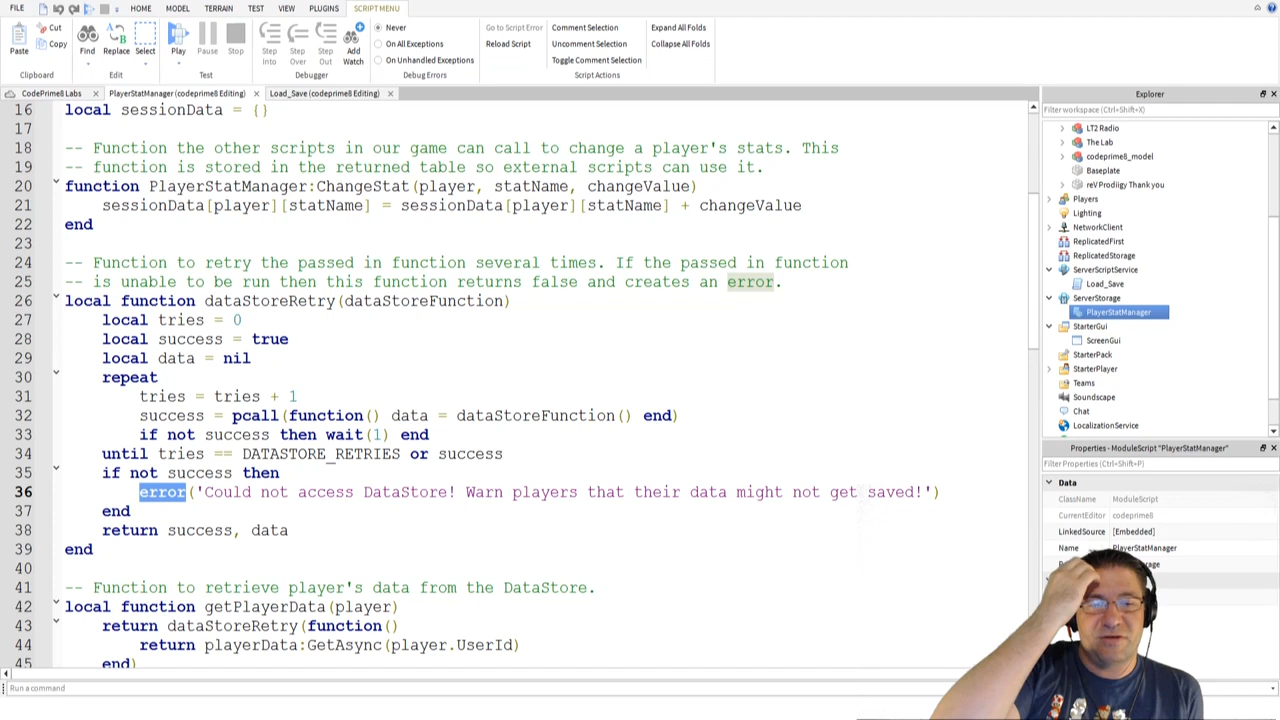 FILE HOME MODEL TERRAIN TEST VIEW PLUGINS SCRIPT MENU
Paste Cut Copy Find Replace Select Play Pause Stop Step Into Step Over Step Out Add Watch
Never
On All Exceptions
On Unhandled Exceptions
Go to Script Error
Reload Script
Comment Selection
Uncomment Selection
Toggle Comment Selection
Expand All Folds
Collapse All Folds
Clipboard Edit Test Debugger Debug Errors Script Actions
CodePrime8 Labs PlayerStatManager (codeprime8 Editing) Load_Save (codeprime8 Editing)
16 local sessionData = {}
17
18 -- Function the other scripts in our game can call to change a player's stats. This
19 -- function is stored in the returned table so external scripts can use it.
20 function PlayerStatManager:ChangeStat(player, statName, changeValue)
21 sessionData[player][statName] = sessionData[player][statName] + changeValue
22 end
23
24 -- Function to retry the passed in function several times. If the passed in function
25 -- is unable to be run then this function returns false and creates an error.
26 local function dataStoreRetry(dataStoreFunction)
27 local tries = 0
28 local success = true
29 local data = nil
30 repeat
31 tries = tries + 1
32 success = pcall(function() data = dataStoreFunction() end)
33 if not success then wait(1) end
34 until tries == DATASTORE_RETRIES or success
35 if not success then
36 error('Could not access DataStore! Warn players that their data might not get saved!')
37 end
38 return success, data
39 end
40
41 -- Function to retrieve player's data from the DataStore.
42 local function getPlayerData(player)
43 return dataStoreRetry(function()
44 return playerData:GetAsync(player.UserId)
45 end)
Run a command
Explorer
Filter workspace (Ctrl+Shift+X)
LT2 Radio
The Lab
codeprime8_model
Baseplate
reV Prodiigy Thank you
Players
Lighting
NetworkClient
ReplicatedFirst
ReplicatedStorage
ServerScriptService
Load_Save
ServerStorage
PlayerStatManager
StarterGui
ScreenGui
StarterPack
StarterPlayer
Teams
Soundscape
Chat
LocalizationService
Properties - ModuleScript "PlayerStatManager"
Filter Properties (Ctrl+Shift+P)
Data
ClassName ModuleScript
CurrentEditor codeprime8
LinkedSource [Embedded]
Name PlayerStatManager